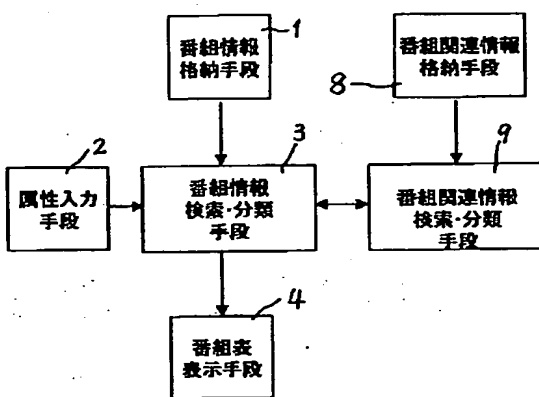 1
番組情報
格納手段
8
番組関連情報
格納手段
2
属性入力
手段
3
番組情報
検索・分類
手段
9
番組関連情報
検索・分類
手段
4
番組表
表示手段